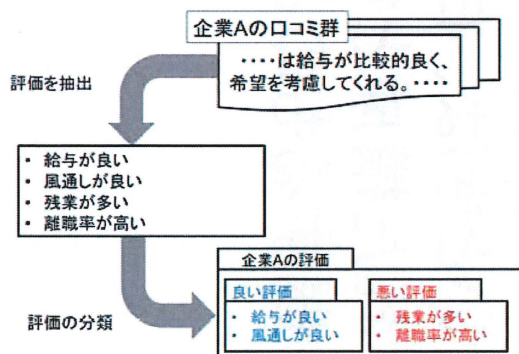 企業Aの口コミ群
・・・・は給与が比較的良く、
希望を考慮してくれる。・・・・
評価を抽出
• 給与が良い
• 風通しが良い
• 残業が多い
• 離職率が高い
評価の分類
企業Aの評価
良い評価
• 給与が良い
• 風通しが良い
悪い評価
• 残業が多い
• 離職率が高い